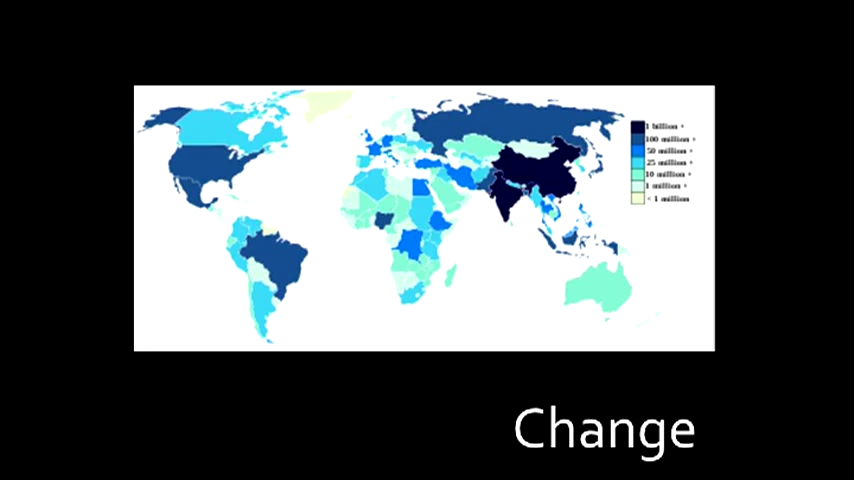 1 billion +
100 million +
50 million +
25 million +
10 million +
1 million +
< 1 million
Change